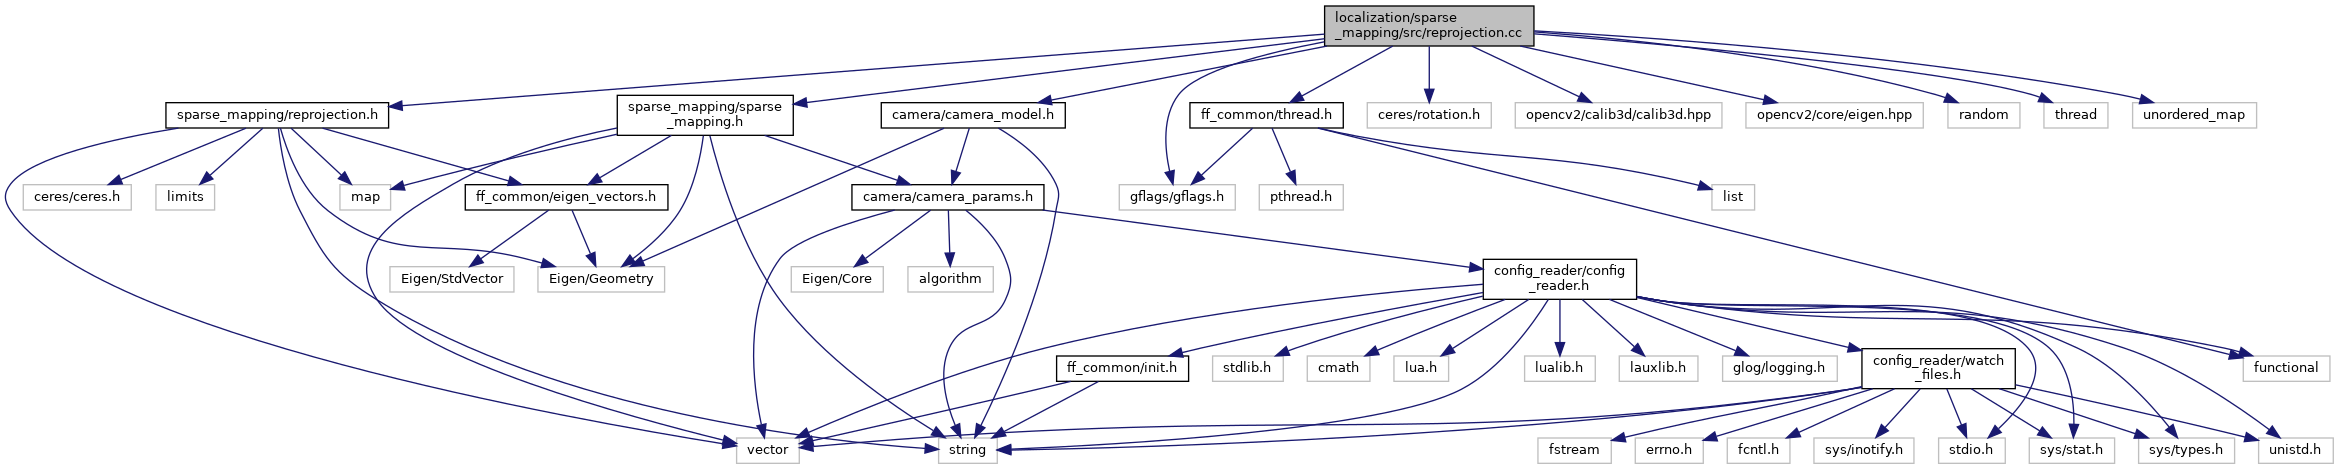 localization/sparse
_mapping/src/reprojection.cc
sparse_mapping/reprojection.h
sparse_mapping/sparse
_mapping.h
camera/camera_model.h
ff_common/thread.h
ceres/rotation.h
opencv2/calib3d/calib3d.hpp
opencv2/core/eigen.hpp
random
thread
unordered_map
ceres/ceres.h
limits
map
ff_common/eigen_vectors.h
camera/camera_params.h
gflags/gflags.h
pthread.h
list
Eigen/StdVector
Eigen/Geometry
Eigen/Core
algorithm
config_reader/config
_reader.h
ff_common/init.h
stdlib.h
cmath
lua.h
lualib.h
lauxlib.h
glog/logging.h
config_reader/watch
_files.h
functional
vector
string
fstream
errno.h
fcntl.h
sys/inotify.h
stdio.h
sys/stat.h
sys/types.h
unistd.h